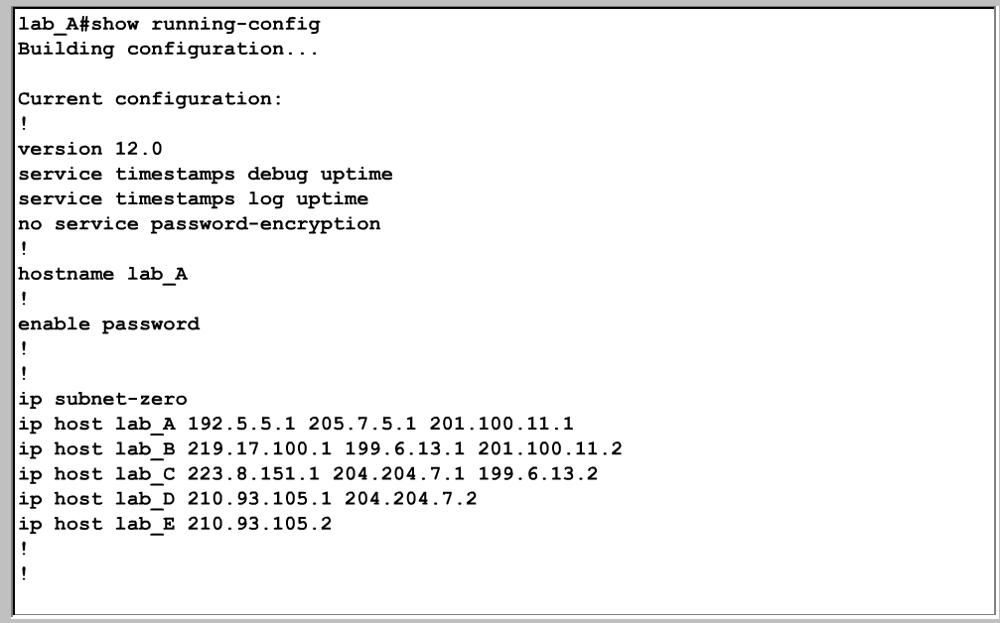 lab_A#show running-config
Building configuration...
Current configuration:
!
version 12.0
service timestamps debug uptime
service timestamps log uptime
no service password-encryption
!
hostname lab_A
!
enable password
!
!
ip subnet-zero
ip host lab_A 192.5.5.1 205.7.5.1 201.100.11.1
ip host lab_B 219.17.100.1 199.6.13.1 201.100.11.2
ip host lab_C 223.8.151.1 204.204.7.1 199.6.13.2
ip host lab_D 210.93.105.1 204.204.7.2
ip host lab_E 210.93.105.2
!
!